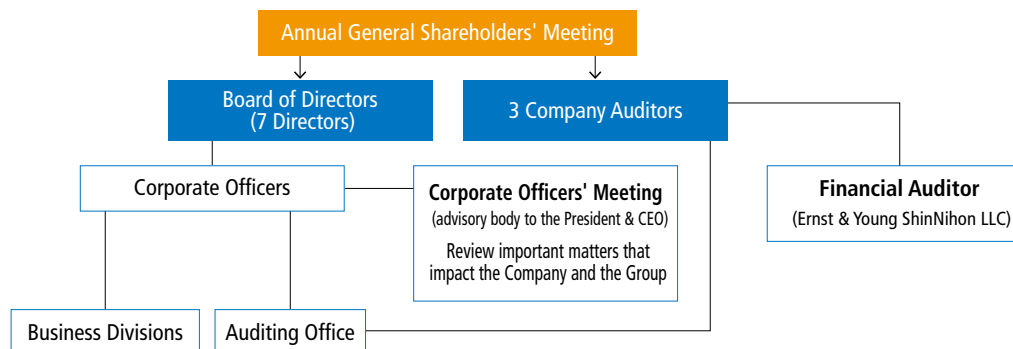 Annual General Shareholders' Meeting
Board of Directors
(7 Directors)
3 Company Auditors
Corporate Officers
Corporate Officers' Meeting
(advisory body to the President & CEO)
Review important matters that
impact the Company and the Group
Financial Auditor
(Ernst & Young ShinNihon LLC)
Business Divisions
Auditing Office